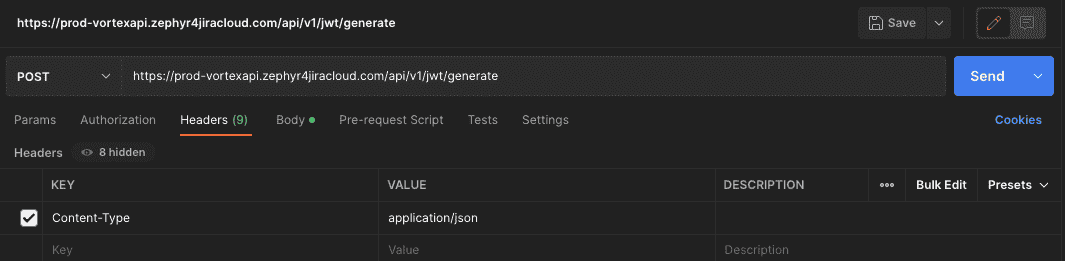 https://prod-vortexapi.zephyr4jiracloud.com/api/v1/jwt/generate
Save
POST
https://prod-vortexapi.zephyr4jiracloud.com/api/v1/jwt/generate
Send
Params Authorization Headers (9) Body Pre-request Script Tests Settings Cookies
Headers 8 hidden
KEY VALUE DESCRIPTION ••• Bulk Edit Presets
Content-Type application/json
Key Value Description